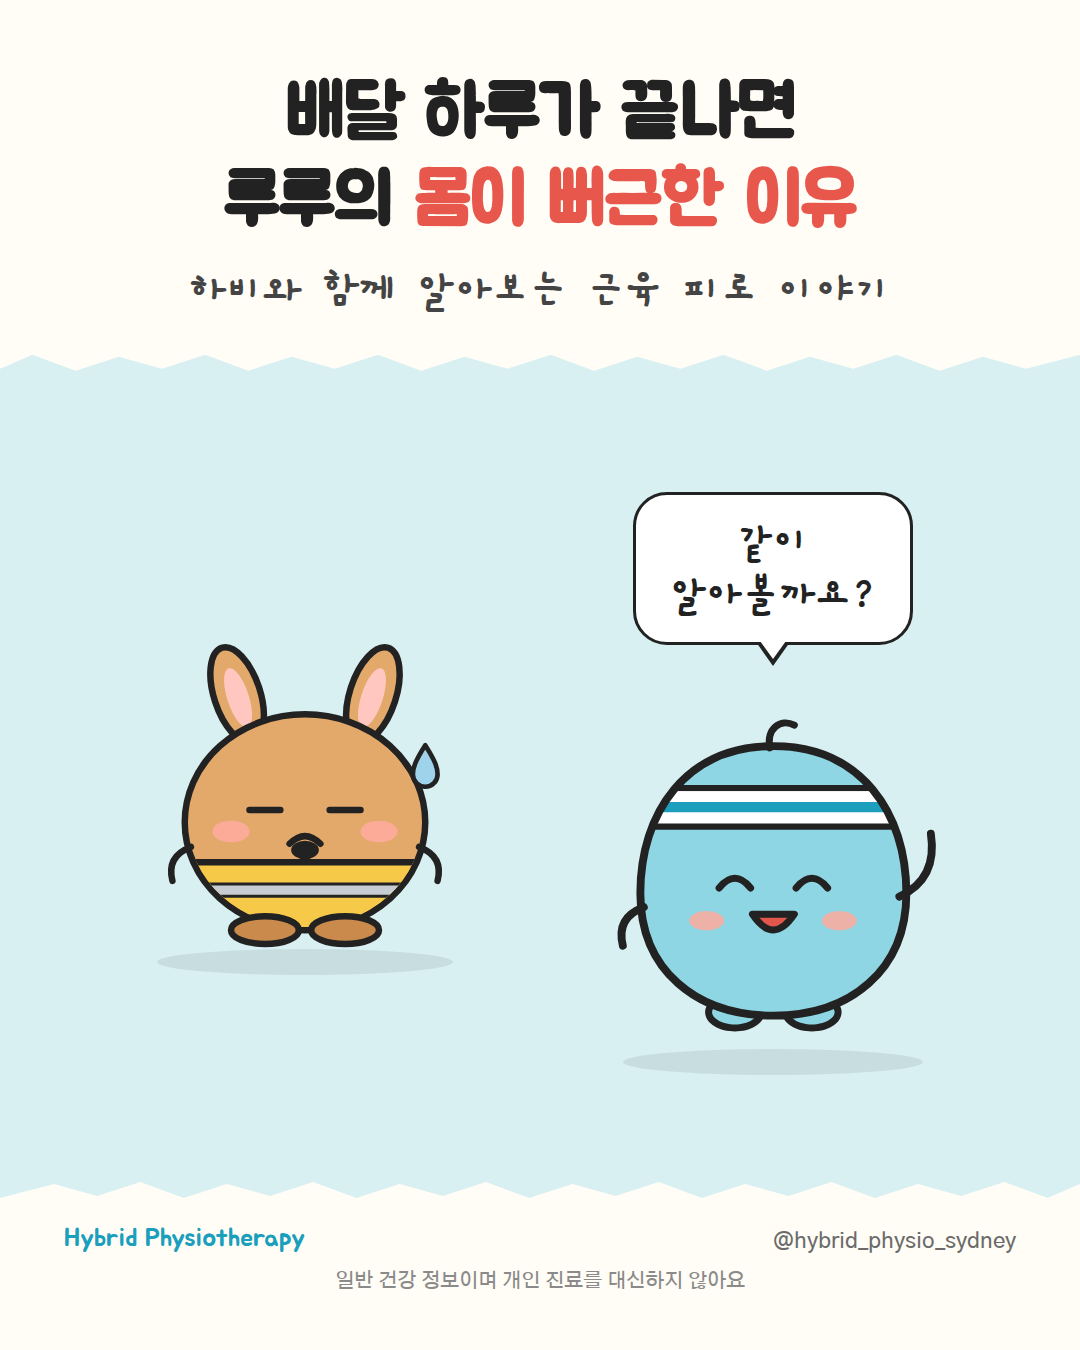 배달 하루가 끝나면
루루의 몸이 뻐근한 이유
하비와 함께 알아보는 근육 피로 이야기
같이
알아볼까요?
Hybrid Physiotherapy
@hybrid_physio_sydney
일반 건강 정보이며 개인 진료를 대신하지 않아요